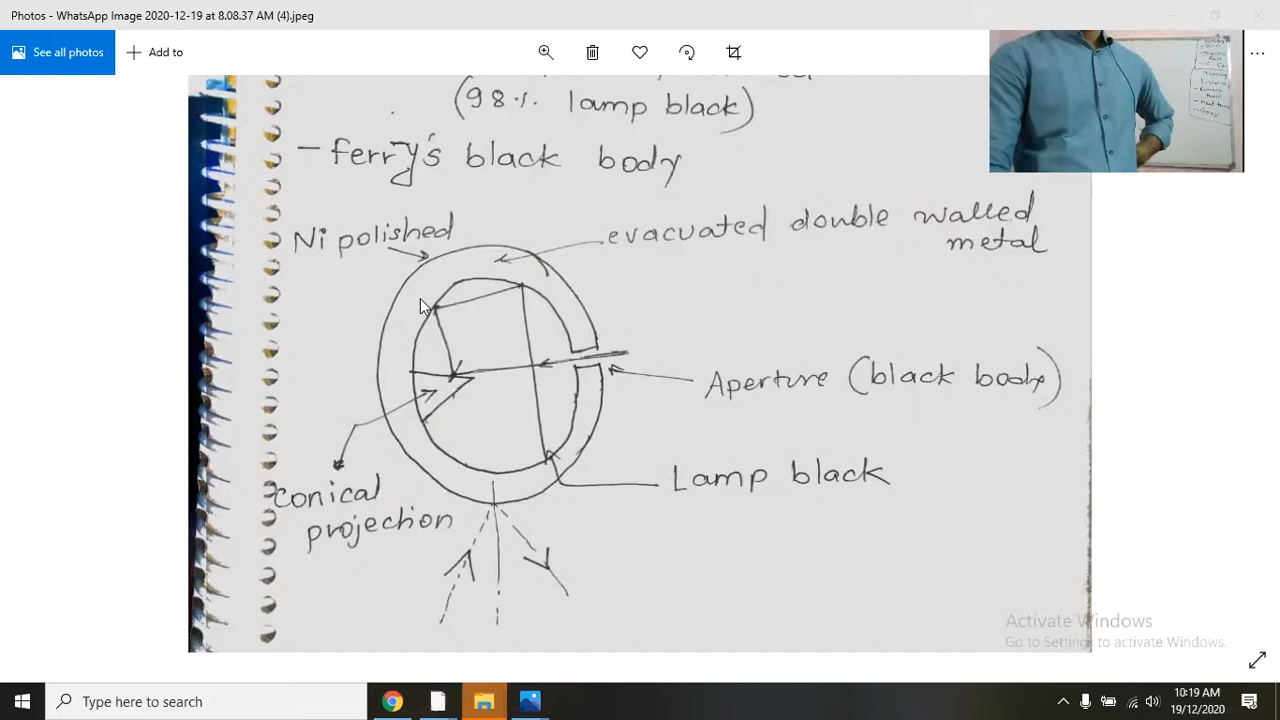 Photos - WhatsApp Image 2020-12-19 at 8.08.37 AM (4).jpeg
See all photos
Add to
(98% lamp black)
- ferry's black body
Ni polished
evacuated double walled
metal
Aperture (black body)
Lamp black
Conical
projection
Activate Windows
Go to Settings to activate Windows.
Type here to search
10:19 AM
19/12/2020